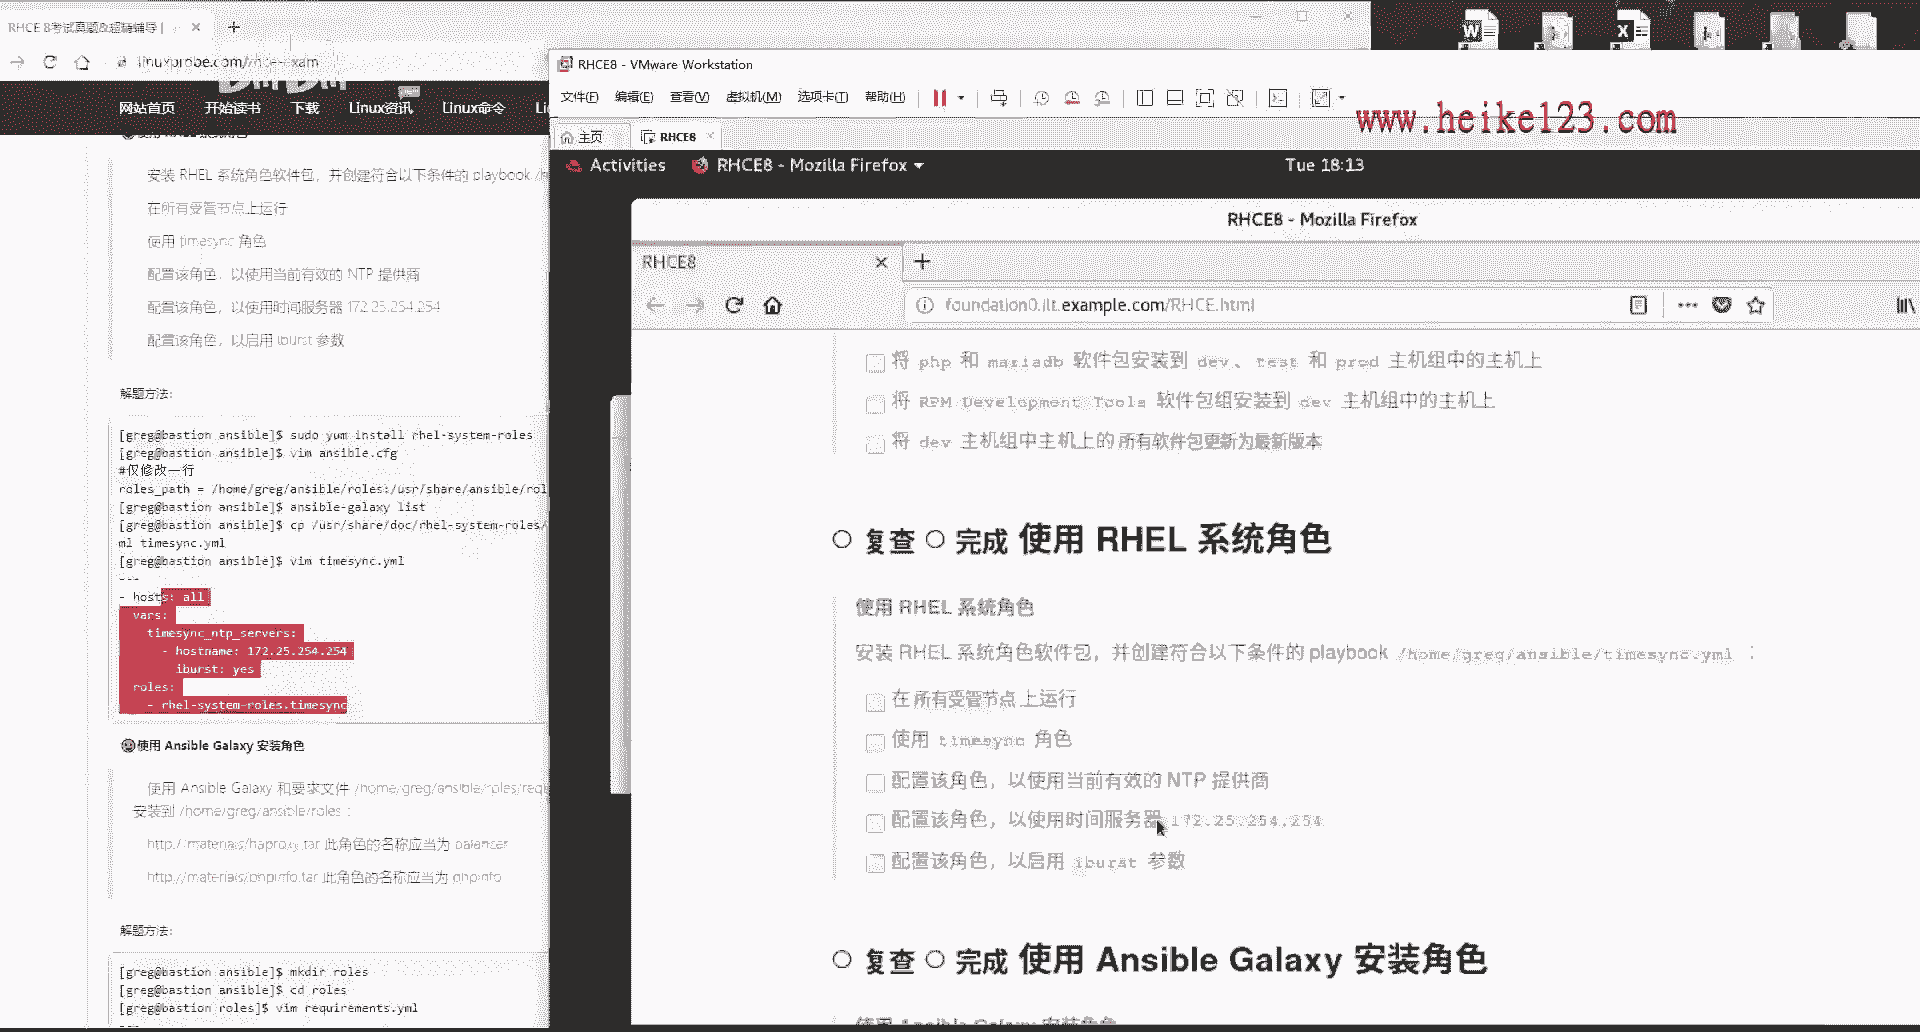 RHCE 8考试真题&超睛辅导 |
linuxprobe.com/
网站首页 开始读书 下载 Linux资讯 Linux命令
安装 RHEL 系统角色软件包，并创建符合以下条件的 playbook
在所有受管节点上运行
使用 timesync 角色
配置该角色，以使用当前有效的 NTP 提供商
配置该角色，以使用时间服务器 172.25.254.254
配置该角色，以启用 iburst 参数
解题方法:
[greg@bastion ansible]$ sudo yum install rhel-system-roles
[greg@bastion ansible]$ vim ansible.cfg
#仅修改一行
roles_path = /home/greg/ansible/roles:/usr/share/ansible/rol
[greg@bastion ansible]$ ansible-galaxy list
[greg@bastion ansible]$ cp /usr/share/doc/rhel-system-roles/
ml timesync.yml
[greg@bastion ansible]$ vim timesync.yml
---
- hosts: all
vars:
timesync_ntp_servers:
- hostname: 172.25.254.254
iburst: yes
roles:
- rhel-system-roles.timesync
使用 Ansible Galaxy 安装角色
使用 Ansible Galaxy 和要求文件 /home/greg/ansible/roles/requ
安装到 /home/greg/ansible/roles :
http://materials/haproxy.tar 此角色的名称应当为 balancer
http://materials/phpinfo.tar 此角色的名称应当为 phpinfo
解题方法:
[greg@bastion ansible]$ mkdir roles
[greg@bastion ansible]$ cd roles
[greg@bastion roles]$ vim requirements.yml
---
RHCE8 - VMware Workstation
文件(F) 编辑(E) 查看(V) 虚拟机(M) 选项卡(T) 帮助(H)
www.heike123.com
主页 RHCE8
Activities RHCE8 - Mozilla Firefox Tue 18:13
RHCE8 - Mozilla Firefox
RHCE8
foundation0.ilt.example.com/RHCE.html
将 php 和 mariadb 软件包安装到 dev、test 和 prod 主机组中的主机上
将 RPM Development Tools 软件包组安装到 dev 主机组中的主机上
将 dev 主机组中主机上的 所有软件包更新为最新版本
复查 完成 使用 RHEL 系统角色
使用 RHEL 系统角色
安装 RHEL 系统角色软件包，并创建符合以下条件的 playbook /home/greg/ansible/timesync.yml :
在 所有受管节点 上运行
使用 timesync 角色
配置该角色，以使用当前有效的 NTP 提供商
配置该角色，以使用时间服务器 172.25.254.254
配置该角色，以启用 iburst 参数
复查 完成 使用 Ansible Galaxy 安装角色
使用 Ansible Galaxy 安装角色